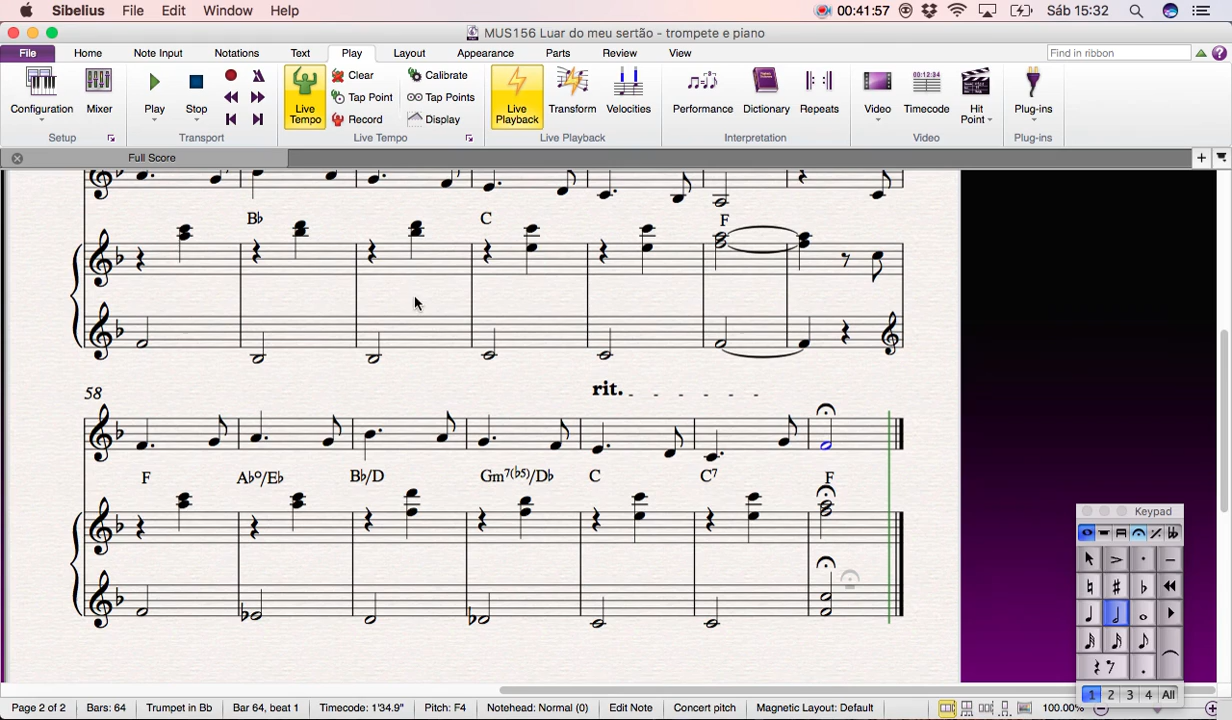 Sibelius File Edit Window Help 00:41:57 Sáb 15:32
MUS156 Luar do meu sertão - trompete e piano
File Home Note Input Notations Text Play Layout Appearance Parts Review View Find in ribbon
Configuration Mixer Play Stop Live Tempo Clear Tap Point Record Calibrate Tap Points Display Live Playback Transform Velocities Performance Dictionary Repeats Video Timecode Hit Point Plug-ins
Setup Transport Live Tempo Live Playback Interpretation Video Plug-ins
Full Score
B♭ C F
58
rit.
F A♭º/E♭ B♭/D Gm7(♭5)/D♭ C C7 F
Keypad
1 2 3 4 All
Page 2 of 2 Bars: 64 Trumpet in Bb Bar 64, beat 1 Timecode: 1'34.9" Pitch: F4 Notehead: Normal (0) Edit Note Concert pitch Magnetic Layout: Default 100.00%